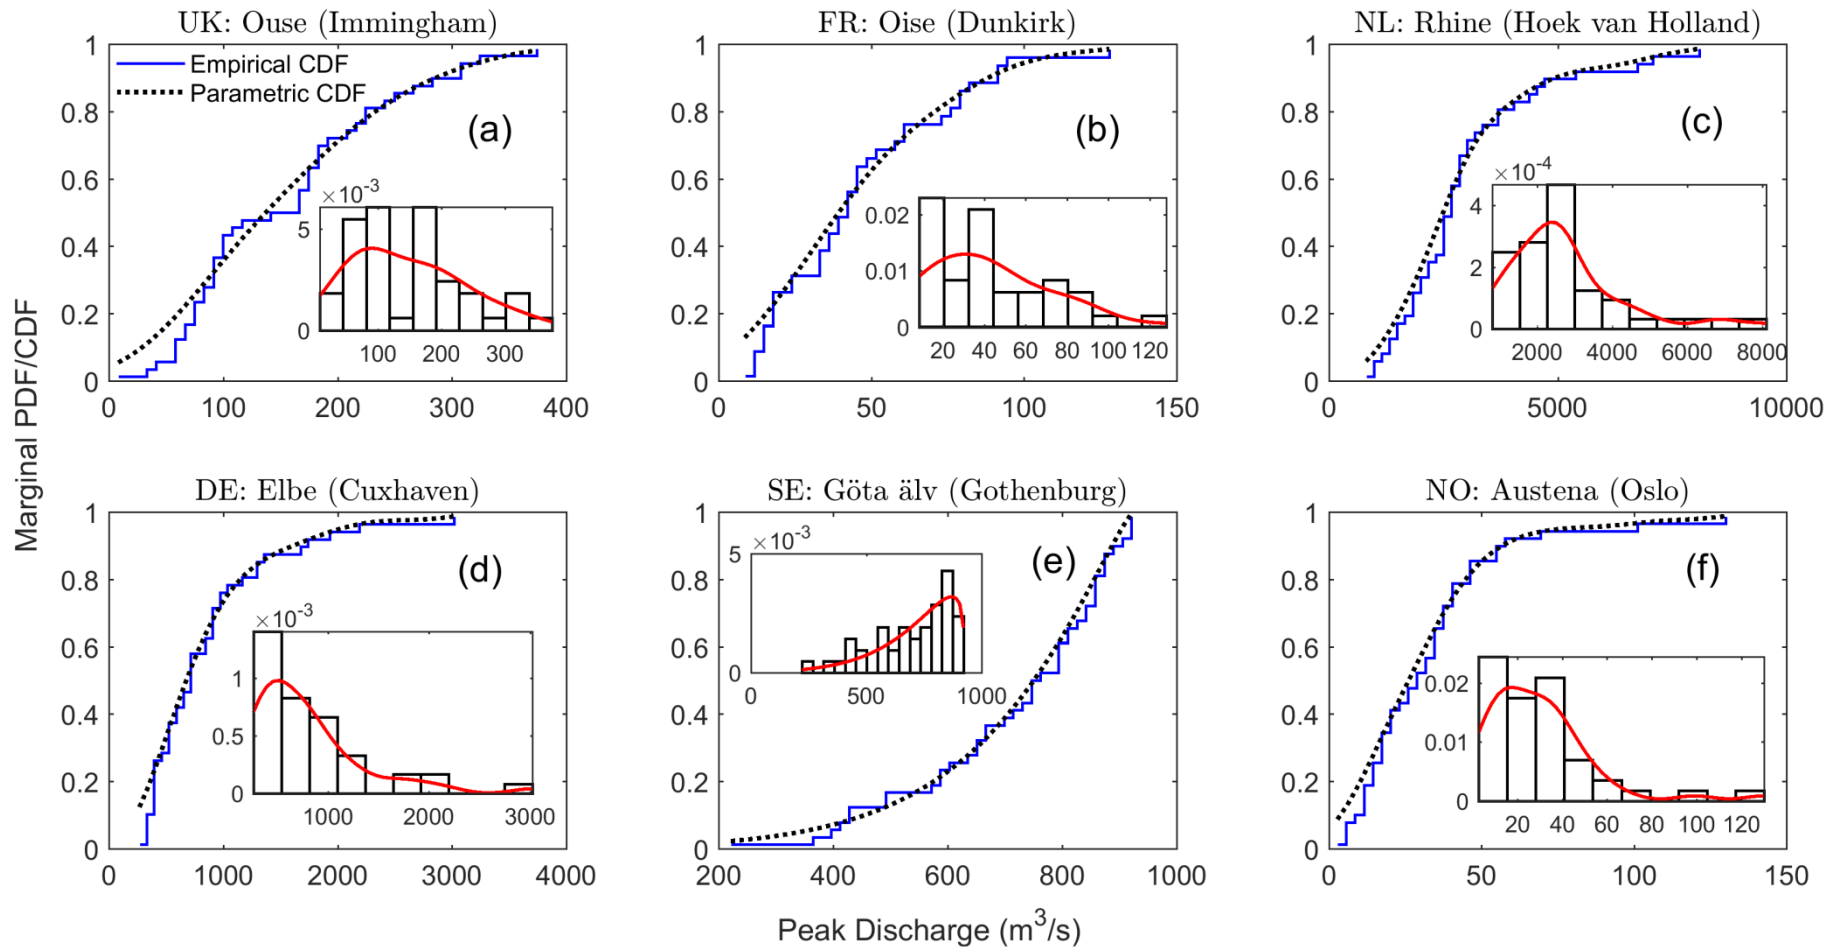 UK: Ouse (Immingham)
FR: Oise (Dunkirk)
NL: Rhine (Hoek van Holland)
Marginal PDF/CDF
1
0.8
0.6
0.4
0.2
0
0 100 200 300 400
Empirical CDF
Parametric CDF
(a)
×10-3
5
0
100 200 300
1
0.8
0.6
0.4
0.2
0
0 50 100 150
(b)
0.02
0.01
0
20 40 60 80 100 120
1
0.8
0.6
0.4
0.2
0
0 5000 10000
(c)
×10-4
4
2
2000 4000 6000 8000
DE: Elbe (Cuxhaven)
SE: Göta älv (Gothenburg)
NO: Austena (Oslo)
1
0.8
0.6
0.4
0.2
0
0 1000 2000 3000 4000
(d)
×10-3
1
0.5
0
1000 2000 3000
1
0.8
0.6
0.4
0.2
0
200 400 600 800 1000
(e)
×10-3
5
0
0 500 1000
1
0.8
0.6
0.4
0.2
0
0 50 100 150
(f)
0.02
0.01
0
20 40 60 80 100 120
Peak Discharge (m3/s)